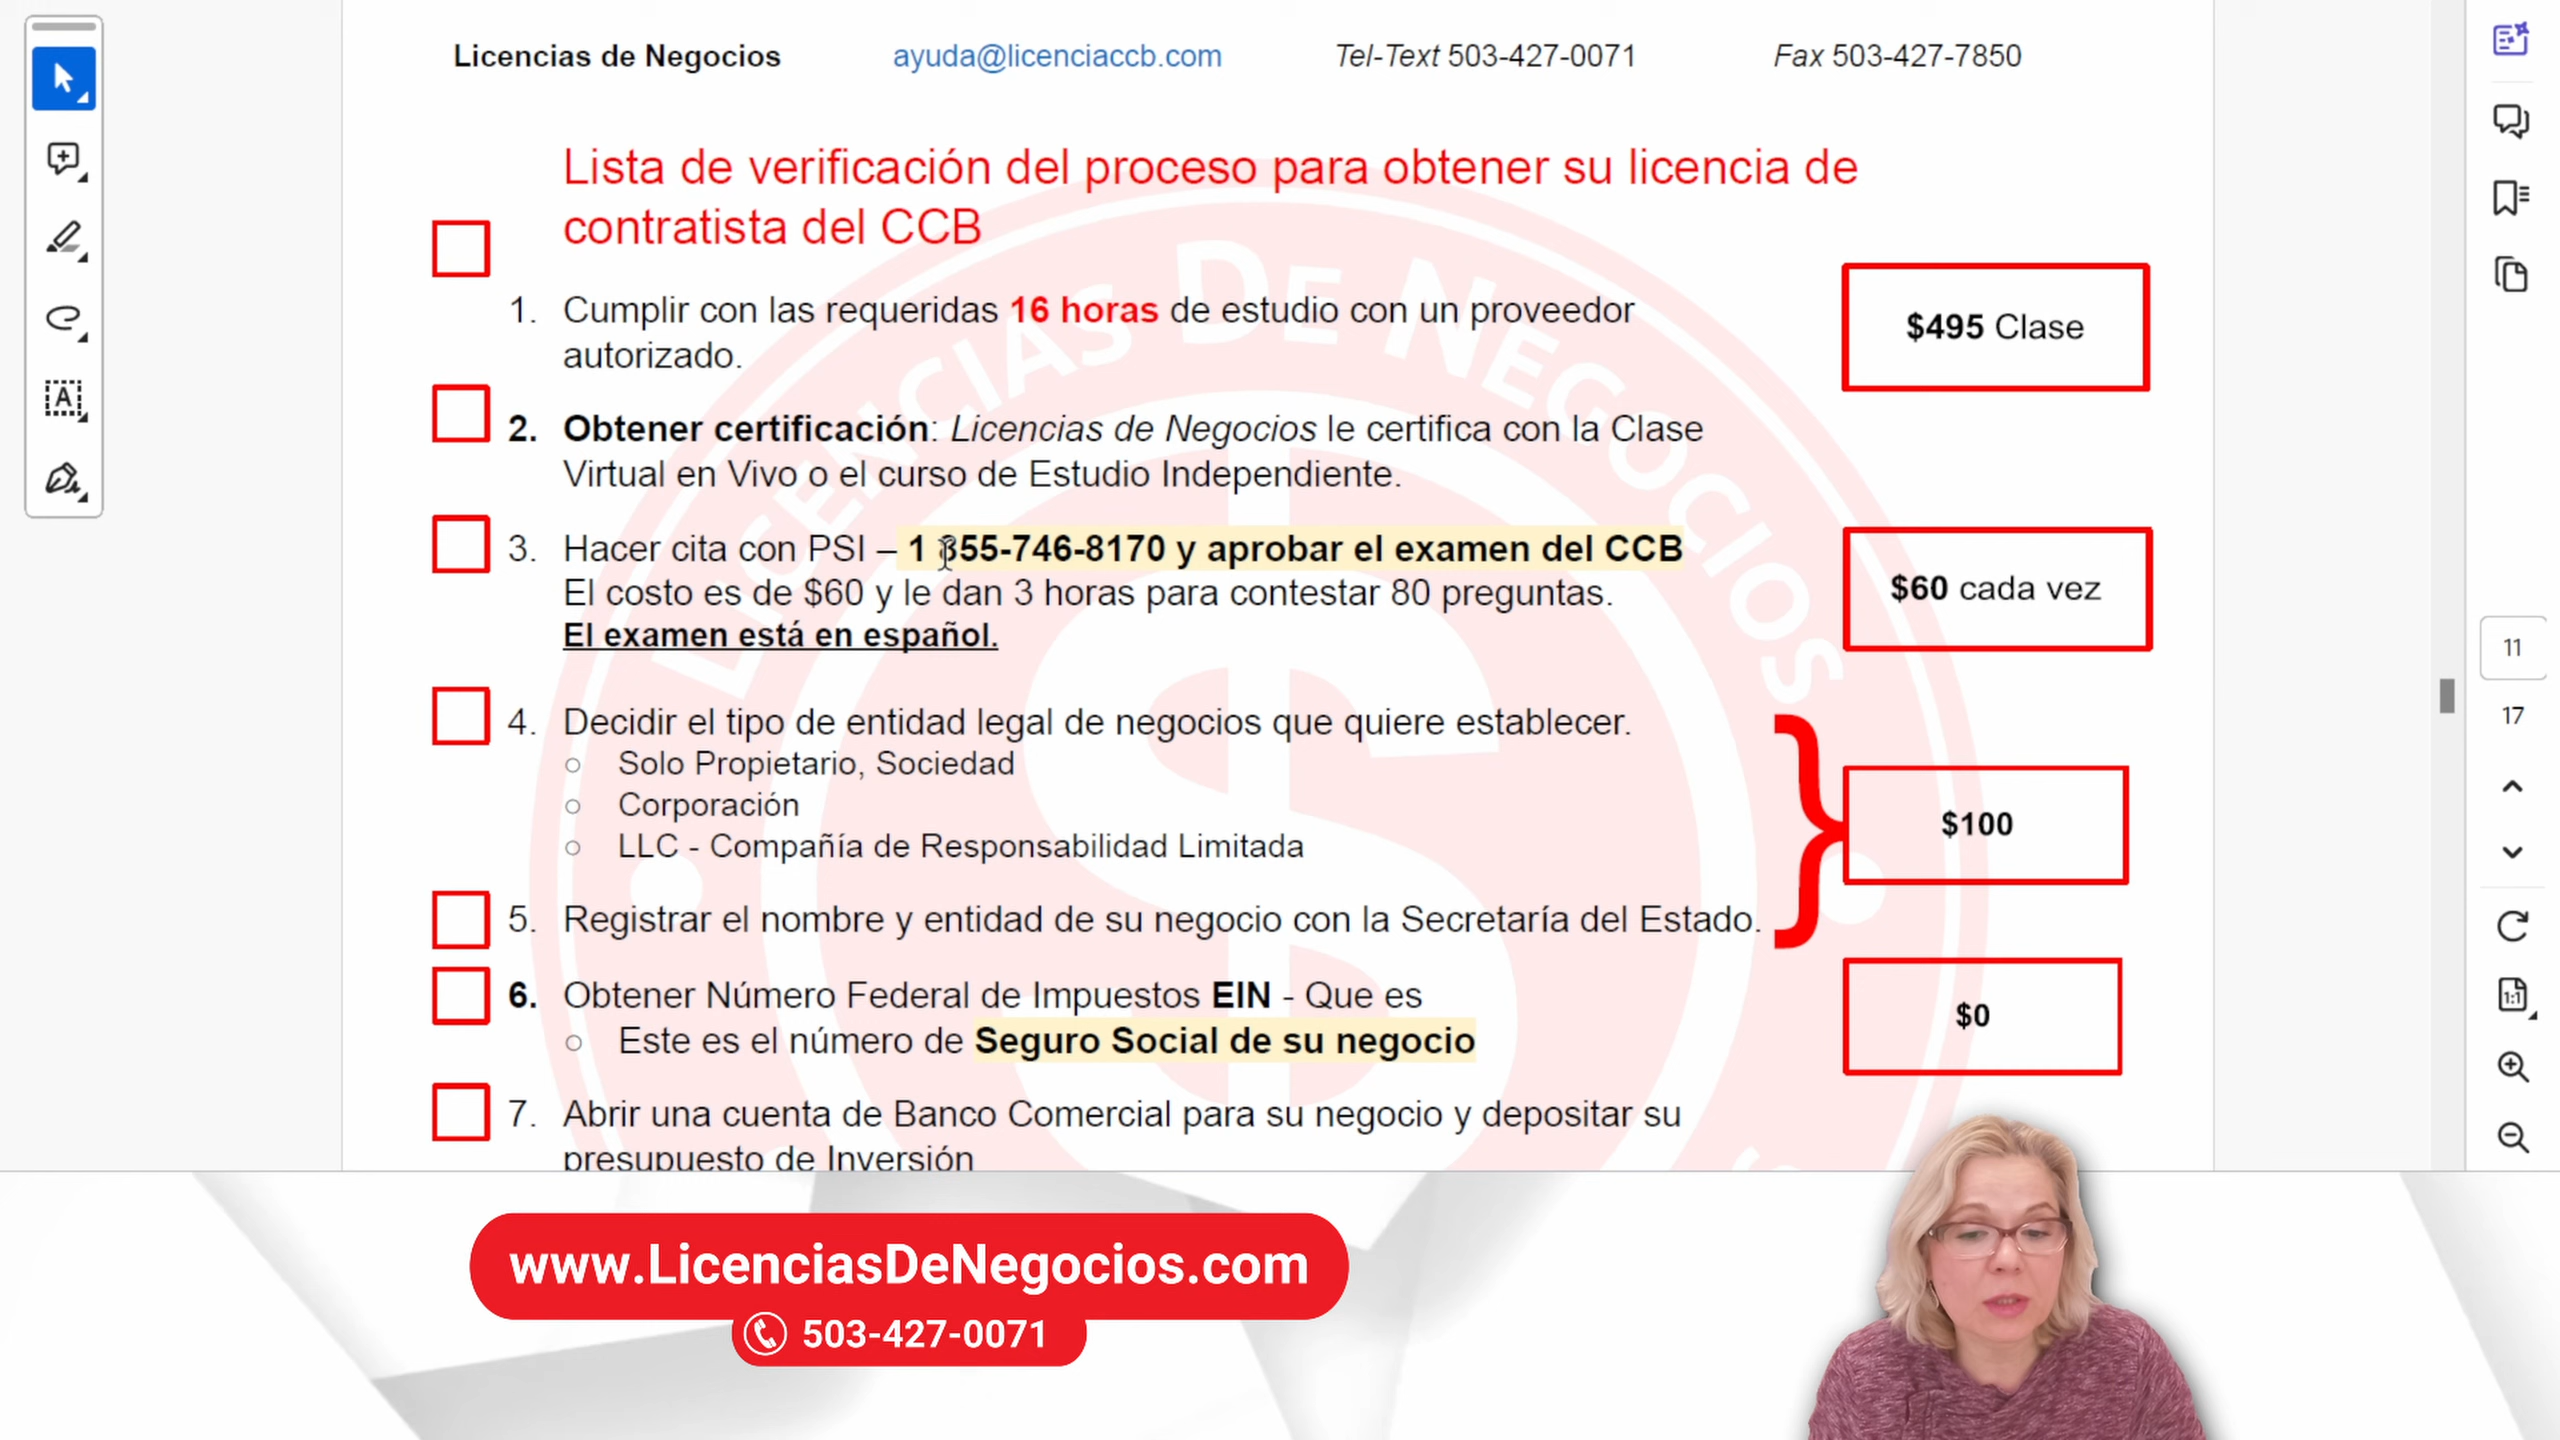 Licencias de Negocios ayuda@licenciaccb.com Tel-Text 503-427-0071 Fax 503-427-7850
Lista de verificación del proceso para obtener su licencia de
contratista del CCB
1. Cumplir con las requeridas 16 horas de estudio con un proveedor
autorizado.
$495 Clase
2. Obtener certificación: Licencias de Negocios le certifica con la Clase
Virtual en Vivo o el curso de Estudio Independiente.
3. Hacer cita con PSI – 1 855-746-8170 y aprobar el examen del CCB
El costo es de $60 y le dan 3 horas para contestar 80 preguntas.
El examen está en español.
$60 cada vez
4. Decidir el tipo de entidad legal de negocios que quiere establecer.
○ Solo Propietario, Sociedad
○ Corporación
○ LLC - Compañía de Responsabilidad Limitada
$100
5. Registrar el nombre y entidad de su negocio con la Secretaría del Estado.
6. Obtener Número Federal de Impuestos EIN - Que es
○ Este es el número de Seguro Social de su negocio
$0
7. Abrir una cuenta de Banco Comercial para su negocio y depositar su
presupuesto de Inversión
LICENCIAS DE NEGOCIOS
11
17
www.LicenciasDeNegocios.com
503-427-0071